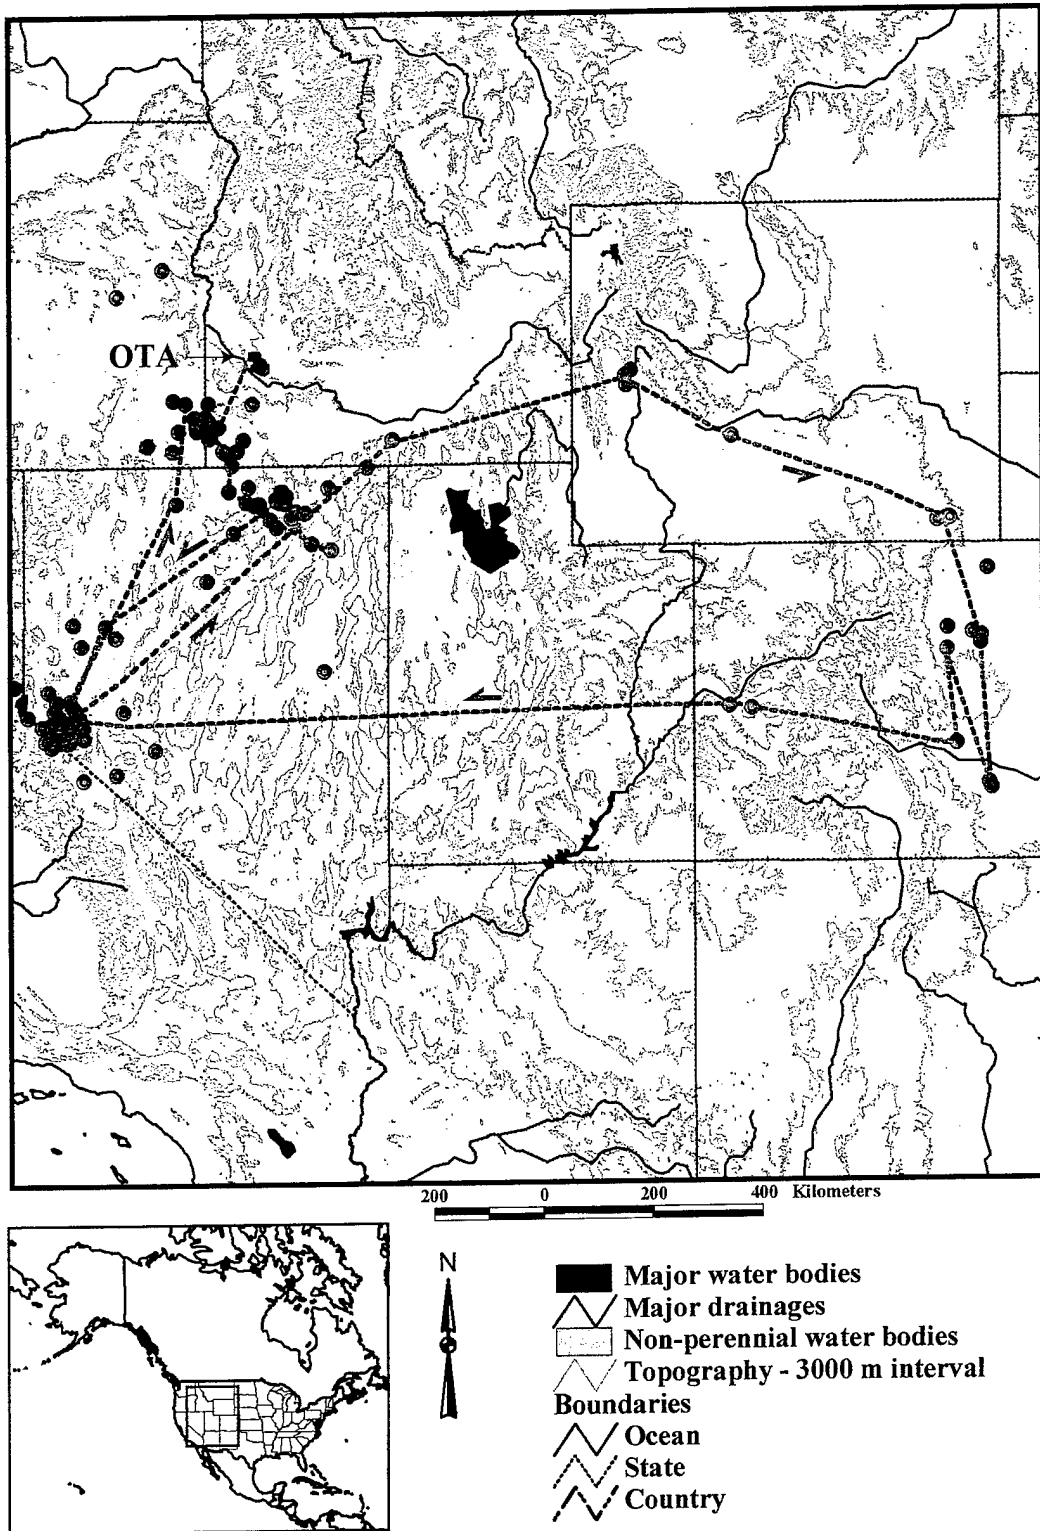 OTA
200 0 200 400 Kilometers
N
Major water bodies
Major drainages
Non-perennial water bodies
Topography - 3000 m interval
Boundaries
Ocean
State
Country